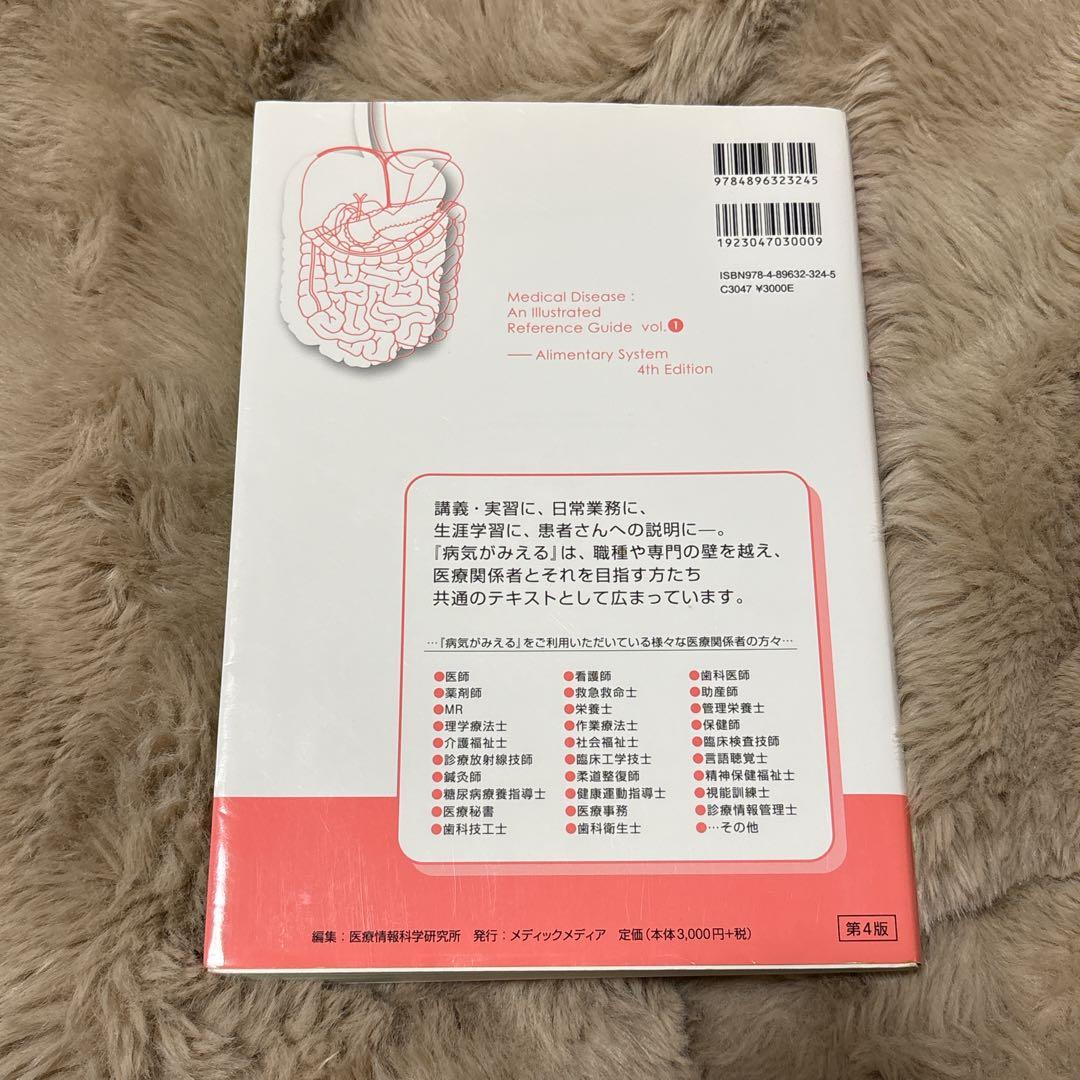 9784896323245
1923047030009
ISBN978-4-89632-324-5
C3047 ¥3000E
Medical Disease :
An Illustrated
Reference Guide vol.❶
Alimentary System
4th Edition
講義・実習に、日常業務に、
生涯学習に、患者さんへの説明に―。
『病気がみえる』は、職種や専門の壁を越え、
医療関係者とそれを目指す方たち
共通のテキストとして広まっています。
…『病気がみえる』をご利用いただいている様々な医療関係者の方々…
●医師 ●看護師 ●歯科医師
●薬剤師 ●救急救命士 ●助産師
●MR ●栄養士 ●管理栄養士
●理学療法士 ●作業療法士 ●保健師
●介護福祉士 ●社会福祉士 ●臨床検査技師
●診療放射線技師 ●臨床工学技士 ●言語聴覚士
●鍼灸師 ●柔道整復師 ●精神保健福祉士
●糖尿病療養指導士 ●健康運動指導士 ●視能訓練士
●医療秘書 ●医療事務 ●診療情報管理士
●歯科技工士 ●歯科衛生士 ●…その他
編集：医療情報科学研究所 発行：メディックメディア 定価（本体3,000円+税）
第4版